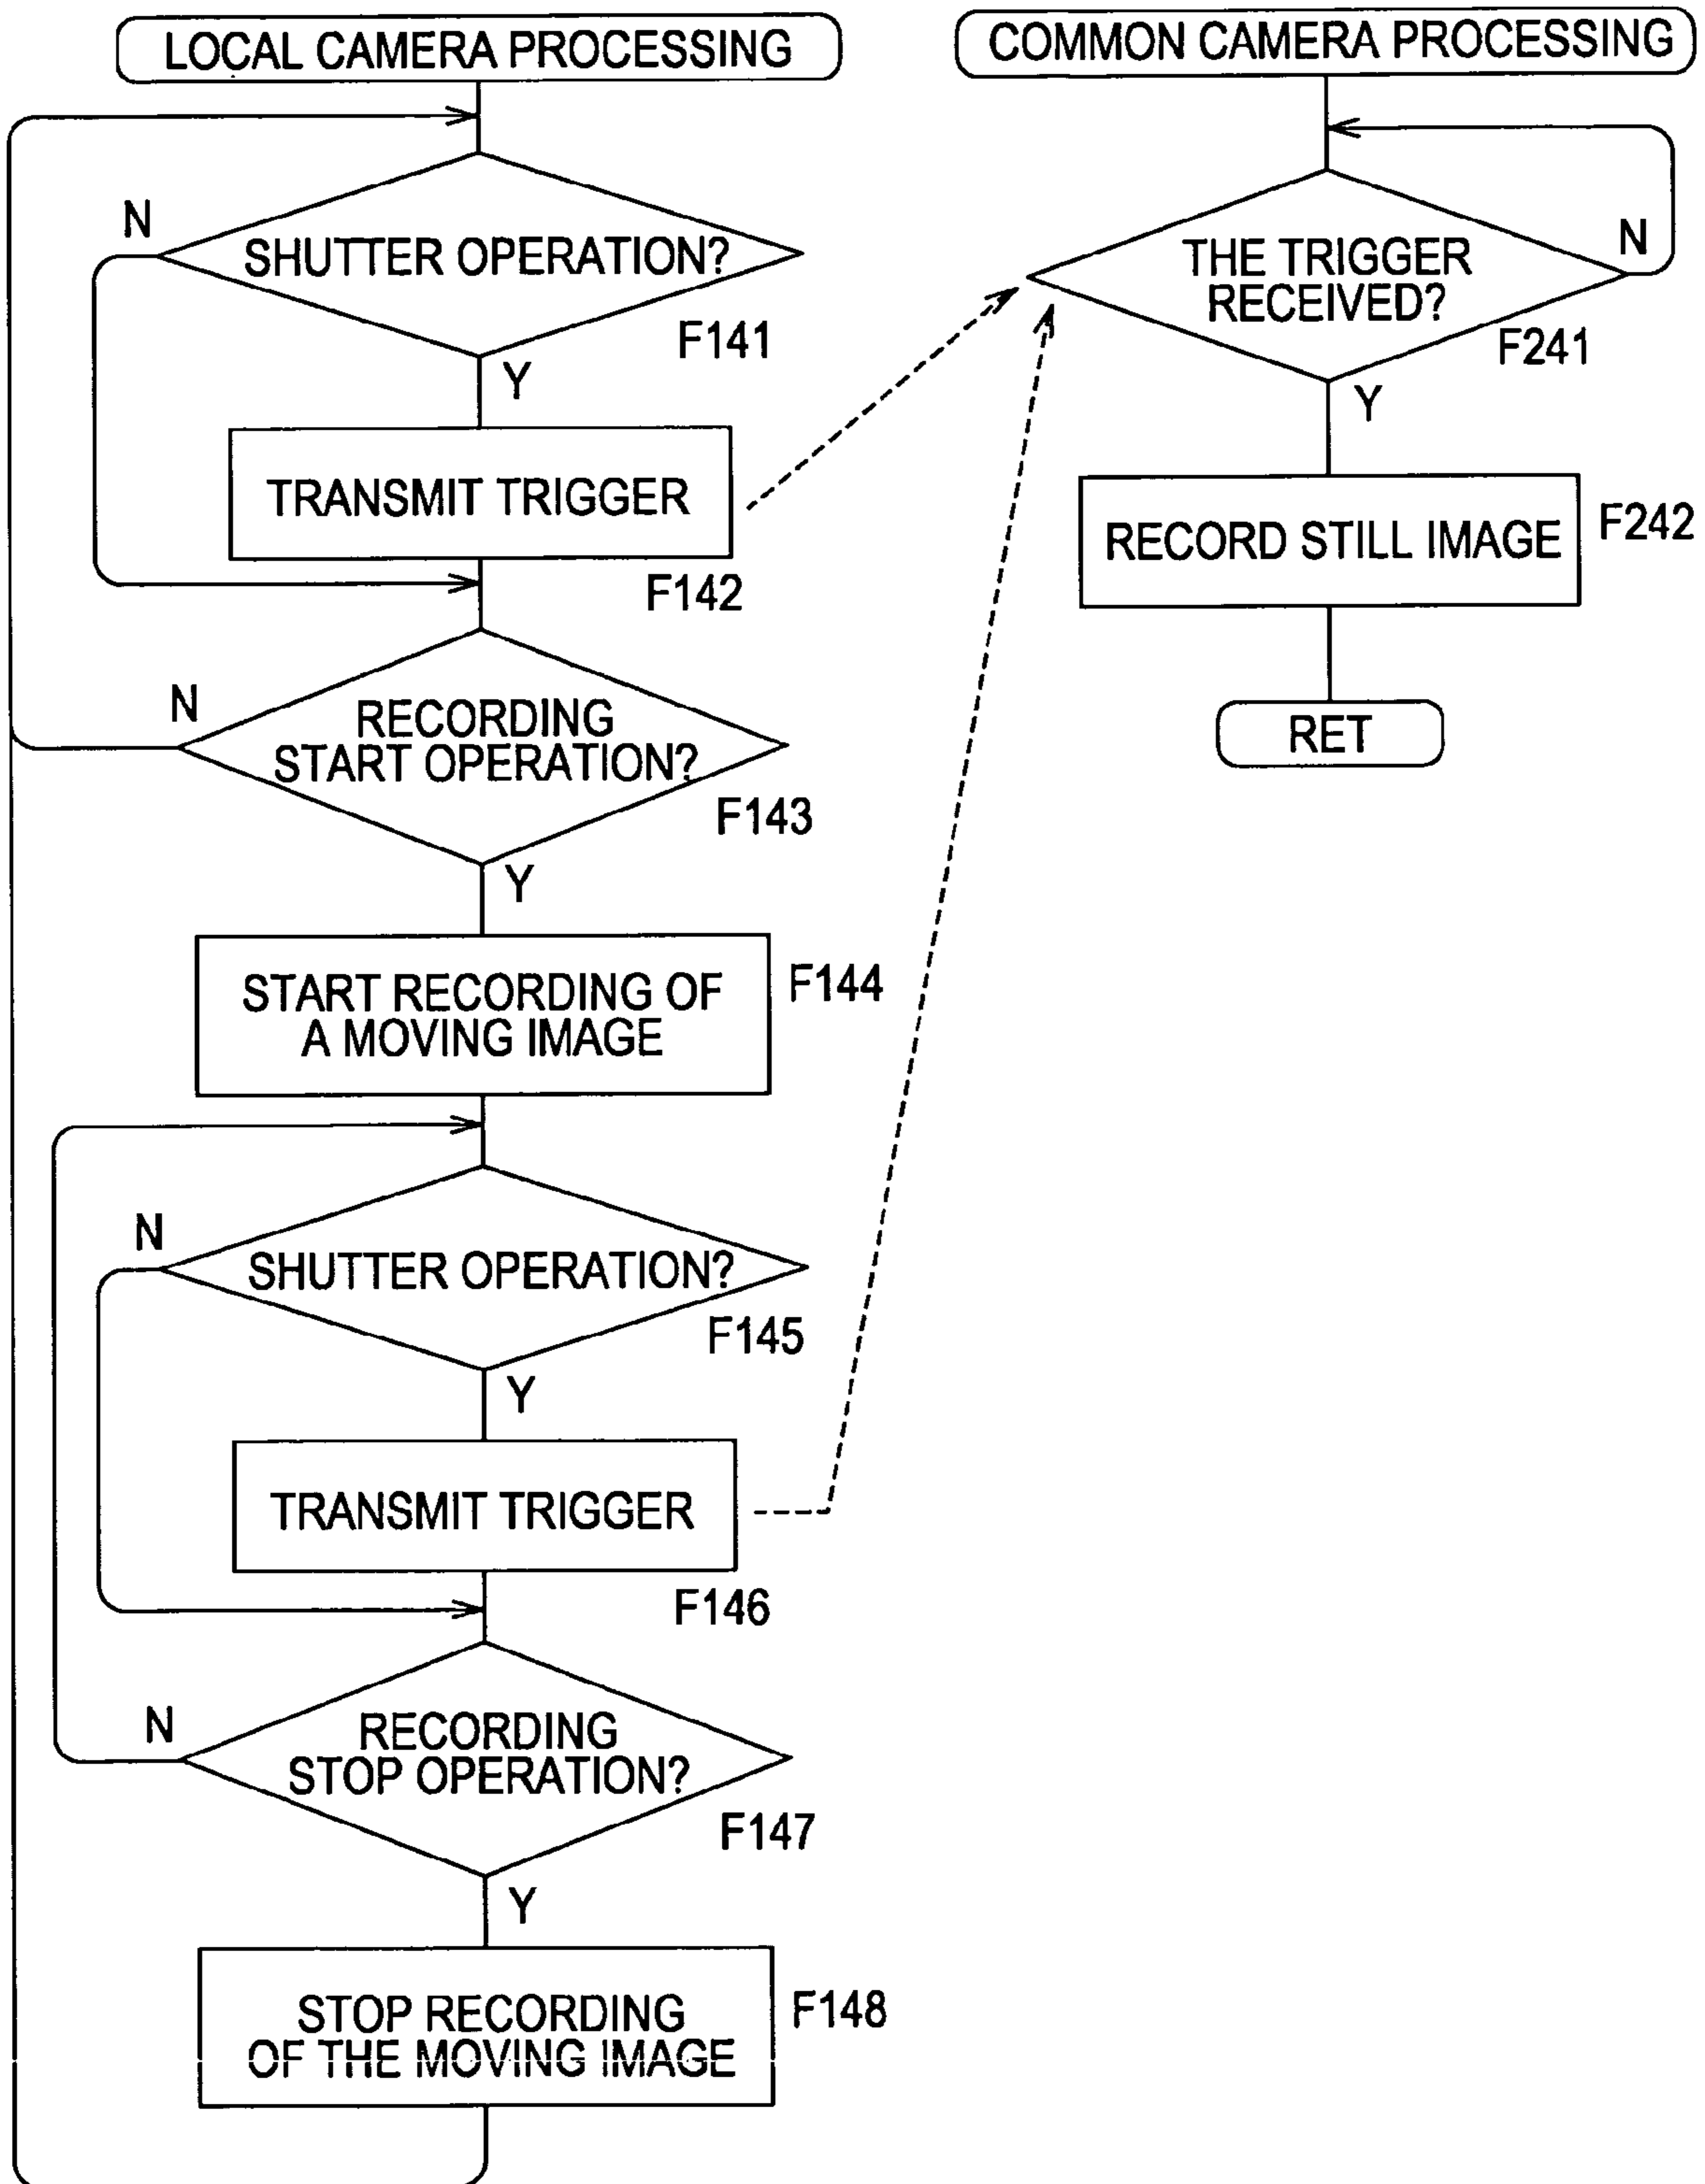 LOCAL CAMERA PROCESSING
N
SHUTTER OPERATION?
F141
Y
TRANSMIT TRIGGER
F142
N
RECORDING
START OPERATION?
F143
Y
START RECORDING OF
A MOVING IMAGE
F144
N
SHUTTER OPERATION?
F145
Y
TRANSMIT TRIGGER
F146
N
RECORDING
STOP OPERATION?
F147
Y
STOP RECORDING
OF THE MOVING IMAGE
F148
COMMON CAMERA PROCESSING
N
THE TRIGGER
RECEIVED?
F241
Y
RECORD STILL IMAGE
F242
RET